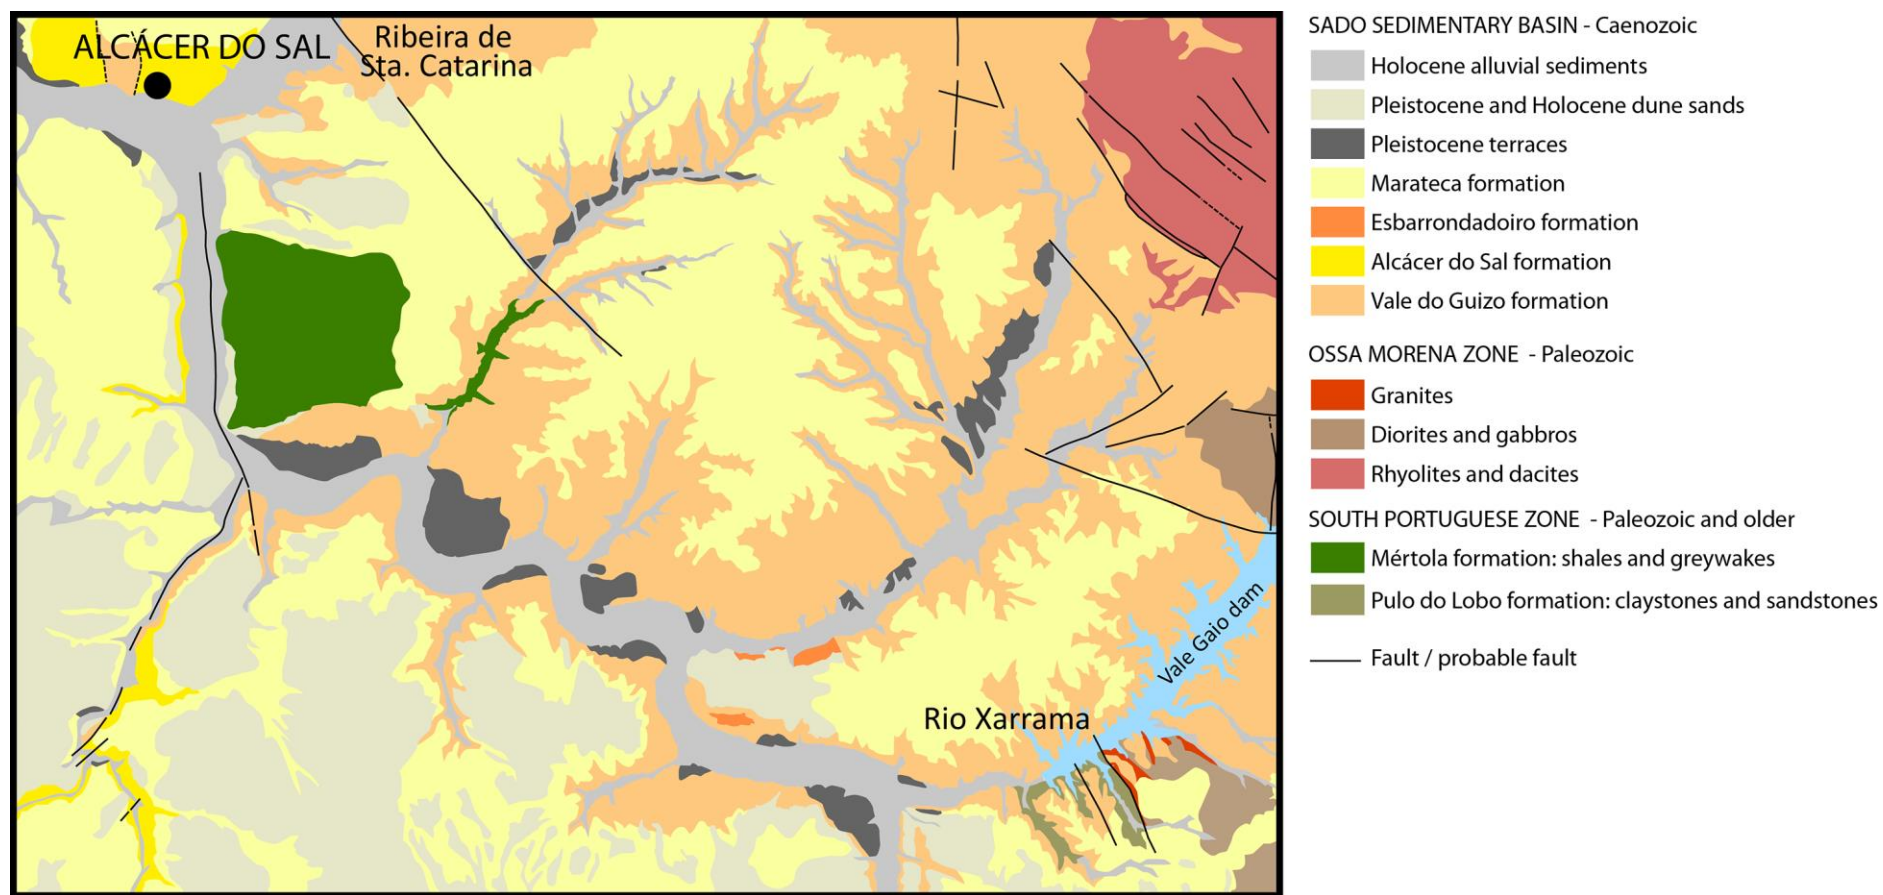 ALCÁCER DO SAL
Ribeira de
Sta. Catarina
Vale Gaio dam
Rio Xarrama
SADO SEDIMENTARY BASIN - Caenozoic
Holocene alluvial sediments
Pleistocene and Holocene dune sands
Pleistocene terraces
Marateca formation
Esbarrondadoiro formation
Alcácer do Sal formation
Vale do Guizo formation
OSSA MORENA ZONE - Paleozoic
Granites
Diorites and gabbros
Rhyolites and dacites
SOUTH PORTUGUESE ZONE - Paleozoic and older
Mértola formation: shales and greywakes
Pulo do Lobo formation: claystones and sandstones
Fault / probable fault